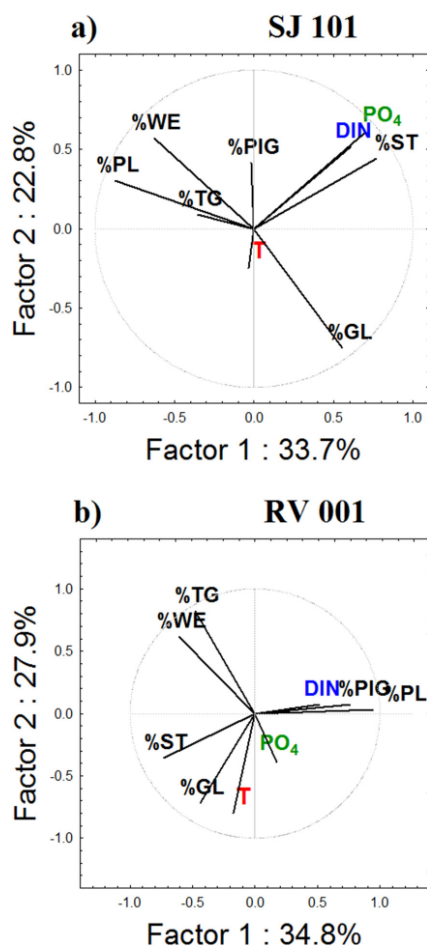 a) SJ 101
1.0
0.5
0.0
-0.5
-1.0
Factor 2 : 22.8%
%WE
%PL
%TG
%PIG
PO4
DIN
%ST
T
%GL
-1.0 -0.5 0.0 0.5 1.0
Factor 1 : 33.7%
b) RV 001
1.0
0.5
0.0
-0.5
-1.0
Factor 2 : 27.9%
%TG
%WE
DIN %PIG %PL
%ST
PO4
%GL T
-1.0 -0.5 0.0 0.5 1.0
Factor 1 : 34.8%